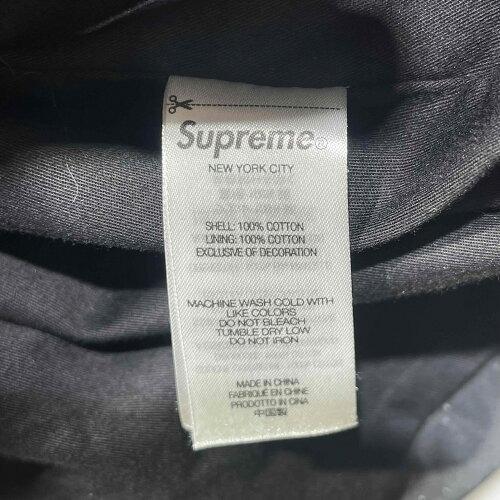 Supreme®
NEW YORK CITY
SHELL: 100% COTTON
LINING: 100% COTTON
EXCLUSIVE OF DECORATION
MACHINE WASH COLD WITH
LIKE COLORS
DO NOT BLEACH
TUMBLE DRY LOW
DO NOT IRON
MADE IN CHINA
FABRIQUÉ EN CHINE
PRODOTTO IN CINA
中国製